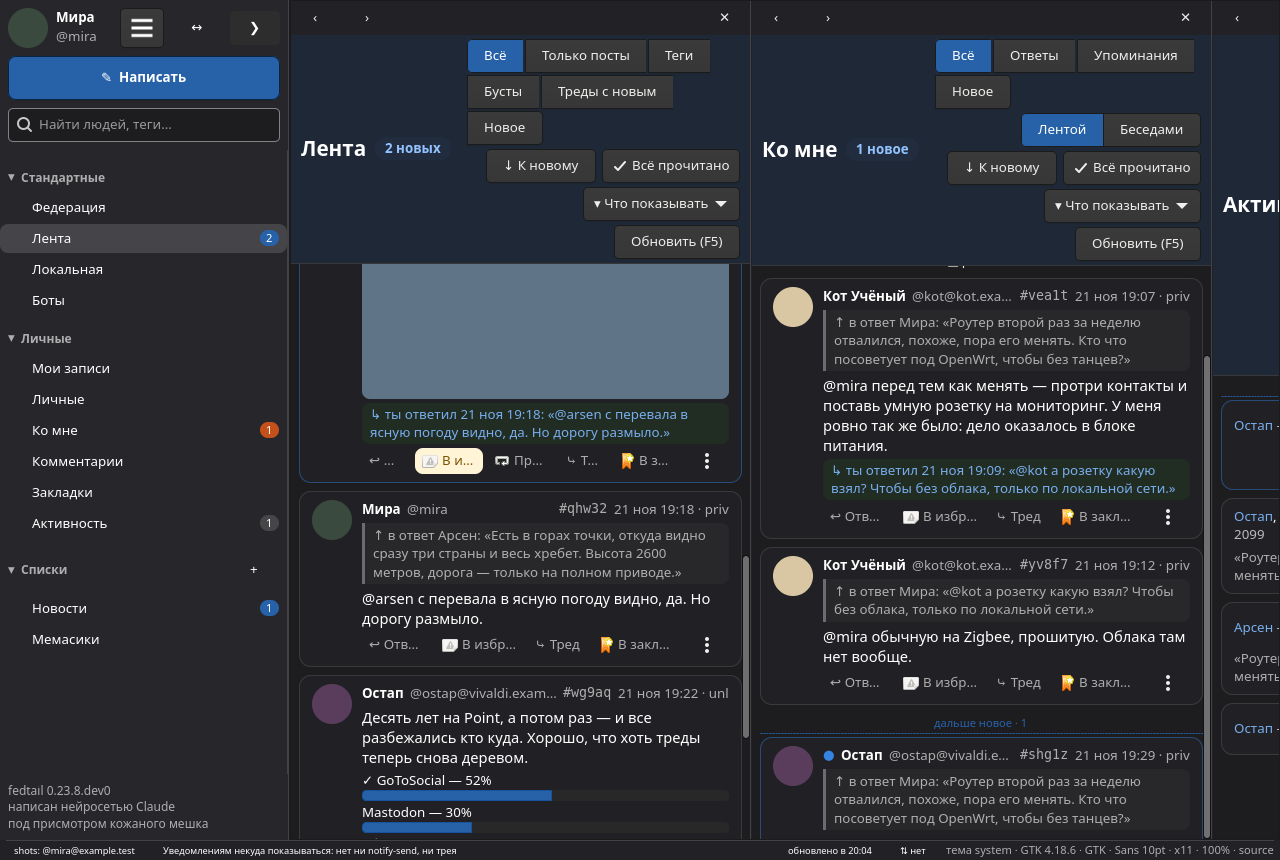 Мира
@mira
↔
❯
✎ Написать
Найти людей, теги...
▾ Стандартные
Федерация
Лента 2
Локальная
Боты
▾ Личные
Мои записи
Личные
Ко мне 1
Комментарии
Закладки
Активность 1
▾ Списки +
Новости 1
Мемасики
fedtail 0.23.8.dev0
написан нейросетью Claude
под присмотром кожаного мешка
‹ › ✕
Всё Только посты Теги
Бусты Треды с новым
Новое
Лента 2 новых
↓ К новому ✓ Всё прочитано
▾ Что показывать
Обновить (F5)
↳ ты ответил 21 ноя 19:18: «@arsen с перевала в
ясную погоду видно, да. Но дорогу размыло.»
↩ ... В и... Пр... ⤷ Т... В з...
Мира @mira #qhw32 21 ноя 19:18 · priv
↑ в ответ Арсен: «Есть в горах точки, откуда видно
сразу три страны и весь хребет. Высота 2600
метров, дорога — только на полном приводе.»
@arsen с перевала в ясную погоду видно, да. Но
дорогу размыло.
↩ Отв... В избр... ⤷ Тред В закл...
Остап @ostap@vivaldi.exam... #wg9aq 21 ноя 19:22 · unl
Десять лет на Point, а потом раз — и все
разбежались кто куда. Хорошо, что хоть треды
теперь снова деревом.
✓ GoToSocial — 52%
Mastodon — 30%
‹ › ✕
Всё Ответы Упоминания
Новое
Лентой Беседами
Ко мне 1 новое
↓ К новому ✓ Всё прочитано
▾ Что показывать
Обновить (F5)
Кот Учёный @kot@kot.exa... #vea1t 21 ноя 19:07 · priv
↑ в ответ Мира: «Роутер второй раз за неделю
отвалился, похоже, пора его менять. Кто что
посоветует под OpenWrt, чтобы без танцев?»
@mira перед тем как менять — протри контакты и
поставь умную розетку на мониторинг. У меня
ровно так же было: дело оказалось в блоке
питания.
↳ ты ответил 21 ноя 19:09: «@kot а розетку какую
взял? Чтобы без облака, только по локальной сети.»
↩ Отв... В избр... ⤷ Тред В закл...
Кот Учёный @kot@kot.exa... #yv8f7 21 ноя 19:12 · priv
↑ в ответ Мира: «@kot а розетку какую взял? Чтобы
без облака, только по локальной сети.»
@mira обычную на Zigbee, прошитую. Облака там
нет вообще.
↩ Отв... В избр... ⤷ Тред В закл...
дальше новое · 1
Остап @ostap@vivaldi.e... #shg1z 21 ноя 19:29 · priv
↑ в ответ Мира: «Роутер второй раз за неделю
отвалился, похоже, пора его менять. Кто что
посоветует под OpenWrt, чтобы без танцев?»
‹
Остап
Остап,
2099
Арсен
Остап
shots: @mira@example.test Уведомлениям некуда показываться: нет ни notify-send, ни трея обновлено в 20:04 ⇅ нет тема system · GTK 4.18.6 · GTK · Sans 10pt · x11 · 100% · source